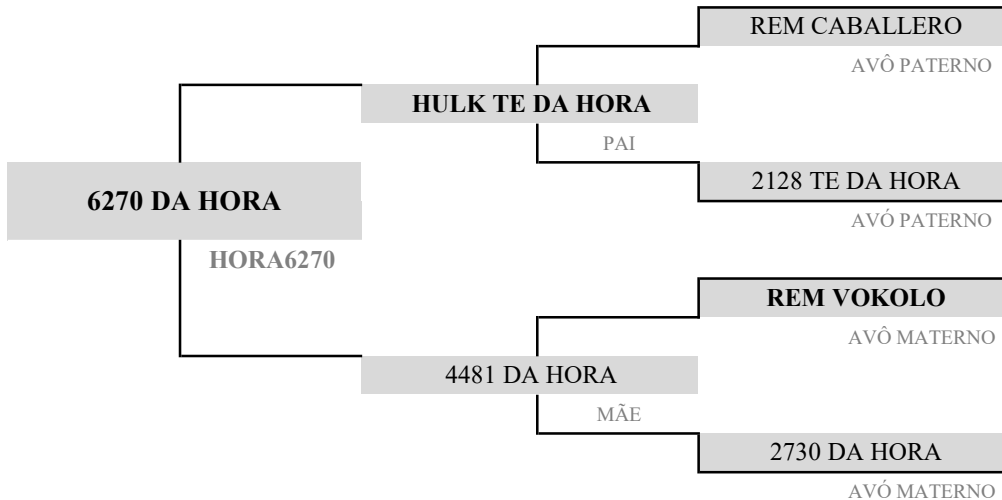 REM CABALLERO
AVÔ PATERNO
HULK TE DA HORA
PAI
2128 TE DA HORA
AVÓ PATERNO
6270 DA HORA
HORA6270
REM VOKOLO
AVÔ MATERNO
4481 DA HORA
MÃE
2730 DA HORA
AVÓ MATERNO